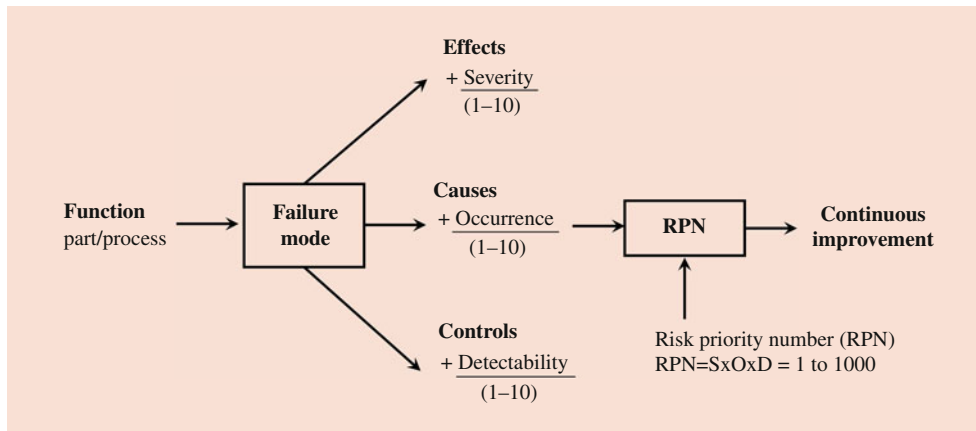 Effects
+ Severity
(1–10)
Function
part/process
Failure
mode
Causes
+ Occurrence
(1–10)
RPN
Continuous
improvement
Controls
+ Detectability
(1–10)
Risk priority number (RPN)
RPN=SxOxD = 1 to 1000